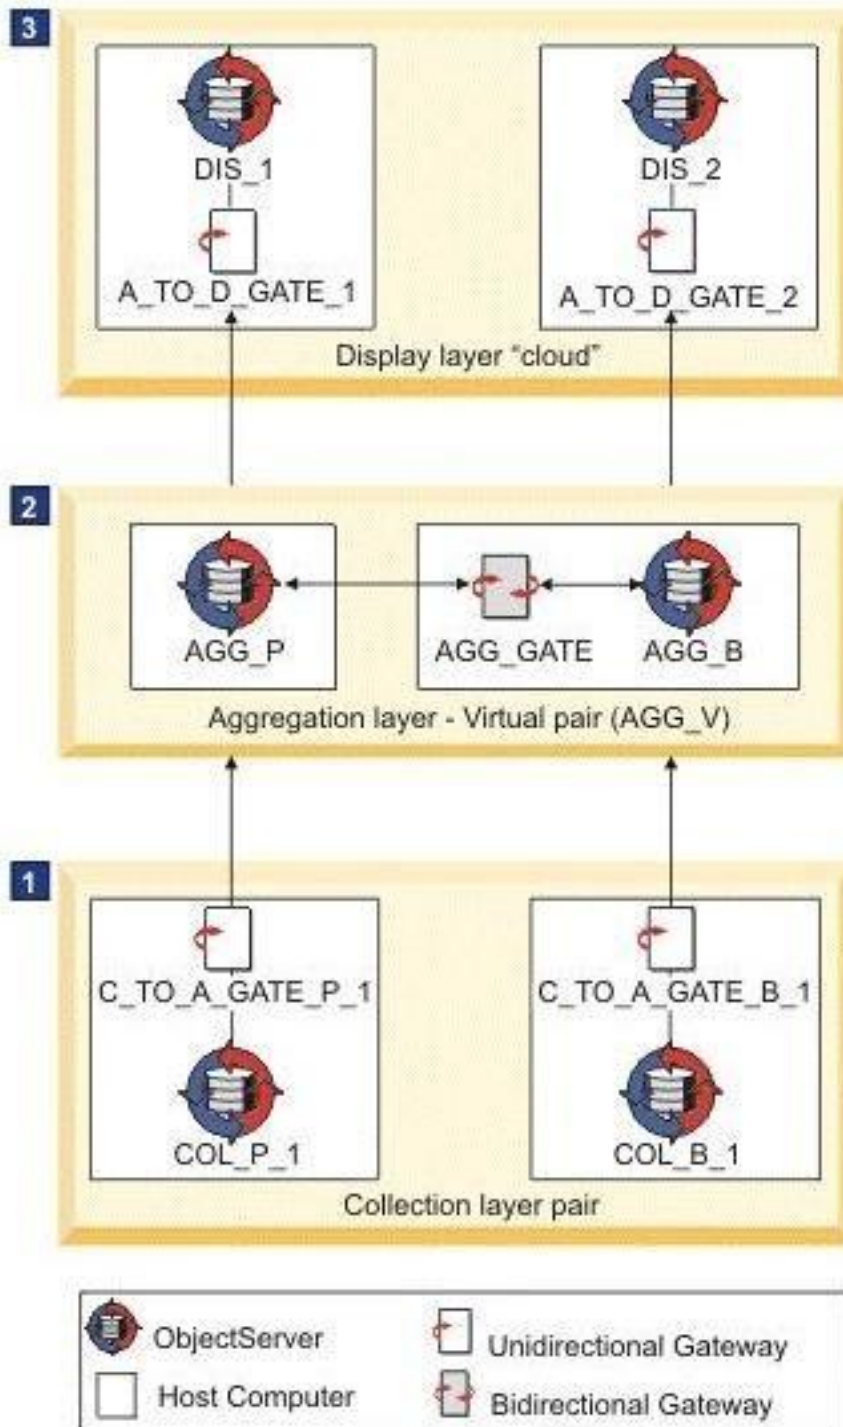 3
DIS_1
DIS_2
A_TO_D_GATE_1
A_TO_D_GATE_2
Display layer “cloud”
2
AGG_P
AGG_GATE
AGG_B
Aggregation layer - Virtual pair (AGG_V)
1
C_TO_A_GATE_P_1
C_TO_A_GATE_B_1
COL_P_1
COL_B_1
Collection layer pair
ObjectServer
Unidirectional Gateway
Host Computer
Bidirectional Gateway